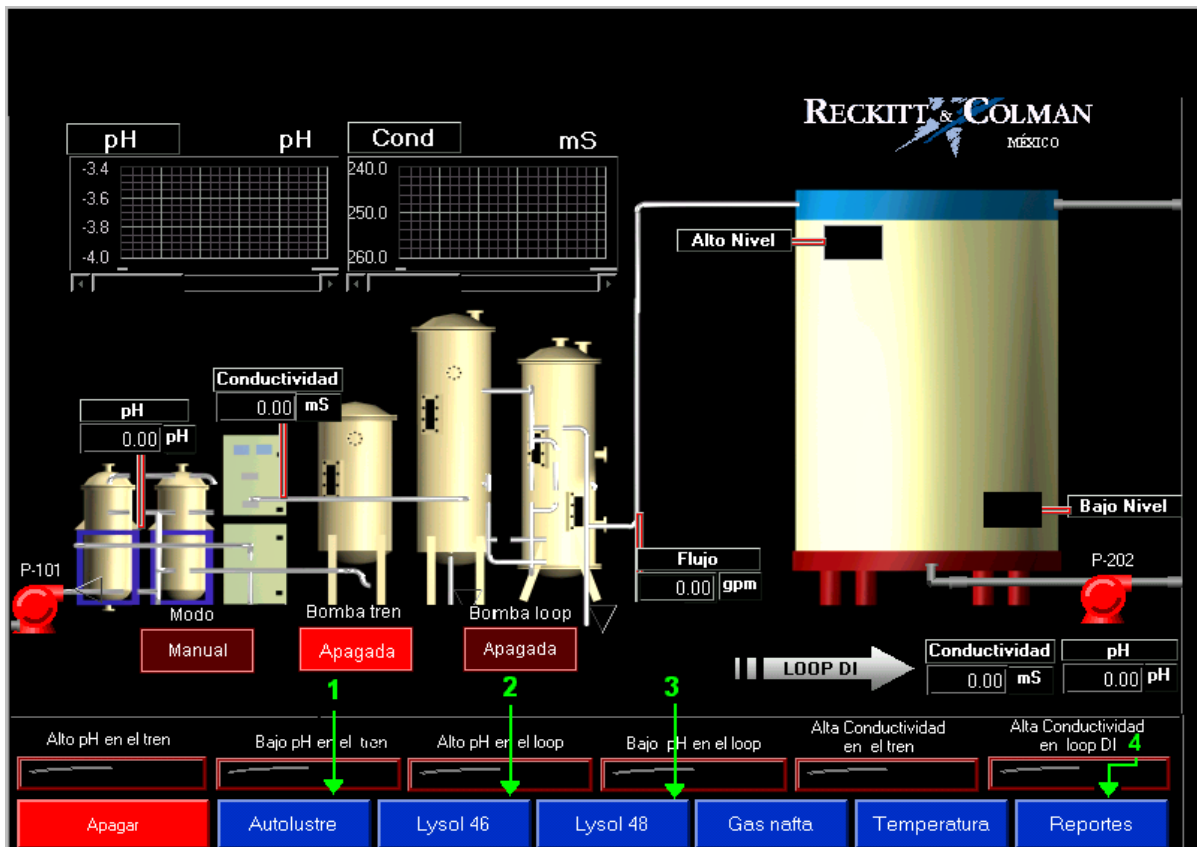 RECKITT & COLMAN
MÉXICO
pH pH
-3.4
-3.6
-3.8
-4.0
Cond mS
240.0
250.0
260.0
Alto Nivel
Conductividad
0.00 mS
pH
0.00 pH
Bajo Nivel
P-101
Flujo
0.00 gpm
P-202
Modo
Manual
Bomba tren
Apagada
Bomba loop
Apagada
LOOP DI
Conductividad
0.00 mS
pH
0.00 pH
1
2
3
4
Alto pH en el tren
Bajo pH en el tren
Alto pH en el loop
Bajo pH en el loop
Alta Conductividad
en el tren
Alta Conductividad
en loop DI
Apagar
Autolustre
Lysol 46
Lysol 48
Gas nafta
Temperatura
Reportes